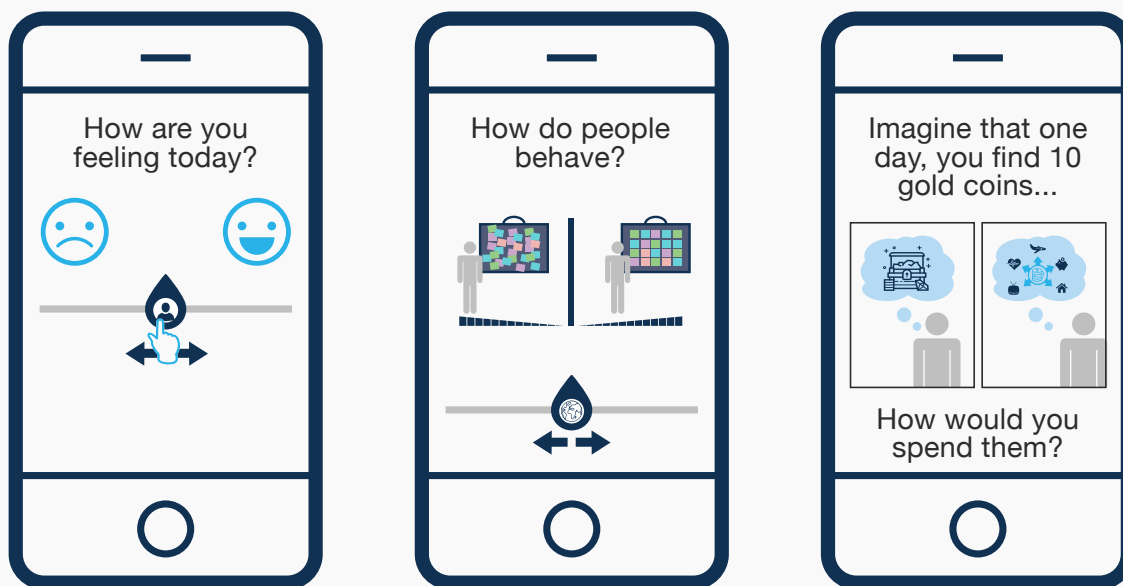 How are you
feeling today?
How do people
behave?
Imagine that one
day, you find 10
gold coins...
How would you
spend them?